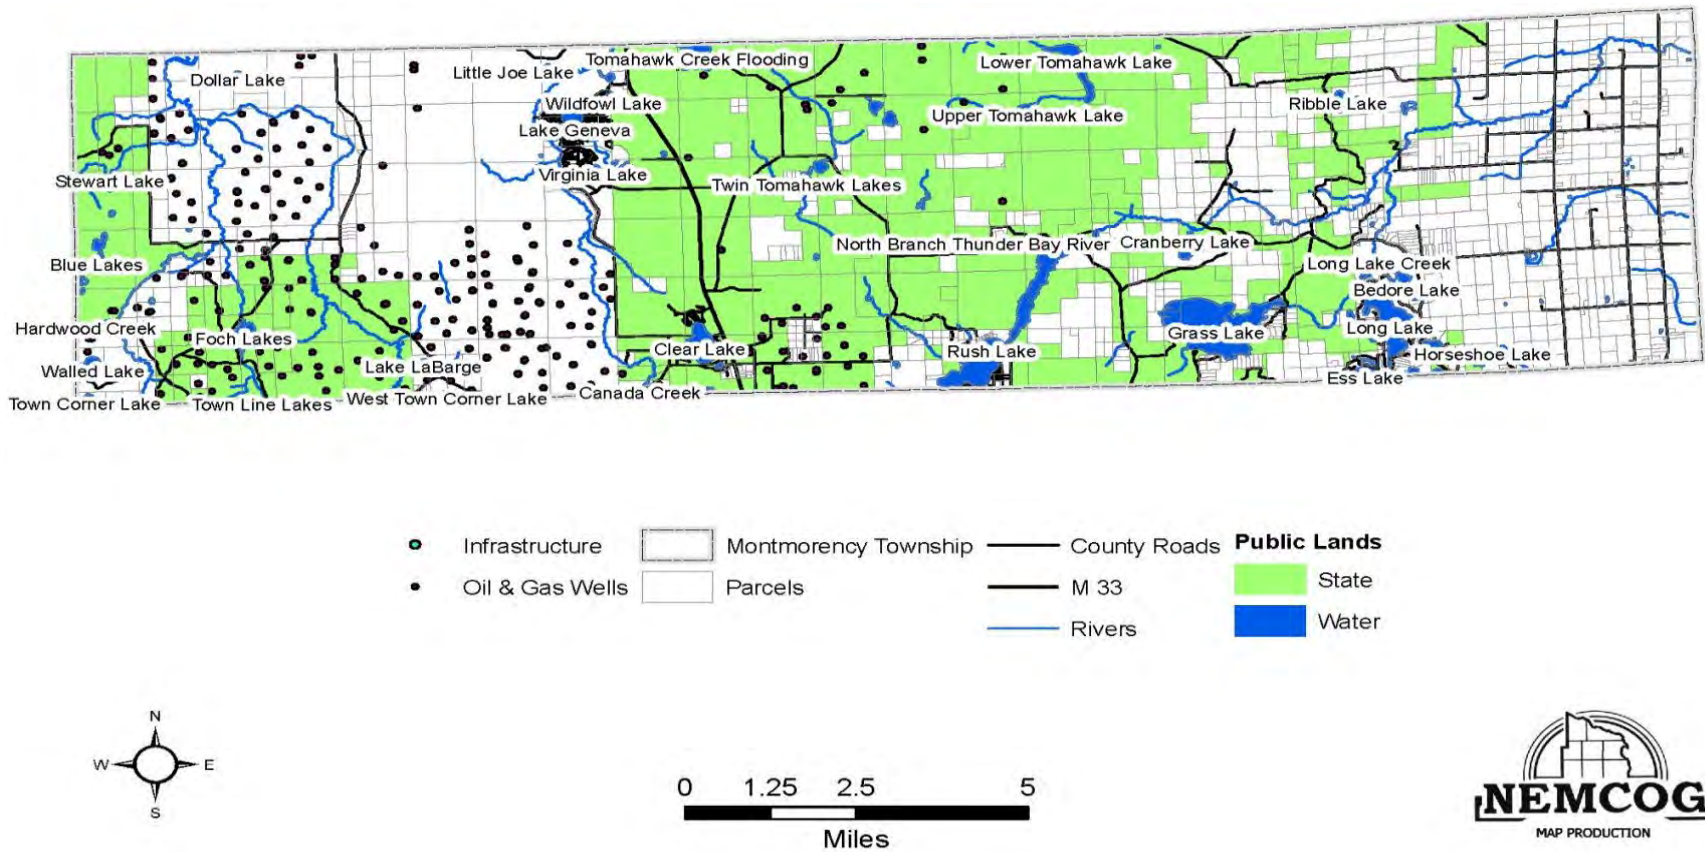 Tomahawk Creek Flooding
Lower Tomahawk Lake
Little Joe Lake
Dollar Lake
Wildfowl Lake
Ribble Lake
Upper Tomahawk Lake
Lake Geneva
Virginia Lake
Stewart Lake
Twin Tomahawk Lakes
North Branch Thunder Bay River
Cranberry Lake
Blue Lakes
Long Lake Creek
Bedore Lake
Hardwood Creek
Long Lake
Grass Lake
Foch Lakes
Clear Lake
Rush Lake
Horseshoe Lake
Lake LaBarge
Walled Lake
Ess Lake
Canada Creek
West Town Corner Lake
Town Corner Lake
Town Line Lakes
Infrastructure
Oil & Gas Wells
Montmorency Township
Parcels
County Roads
M 33
Rivers
Public Lands
State
Water
N
W E
S
0 1.25 2.5 5
Miles
NEMCOG
MAP PRODUCTION